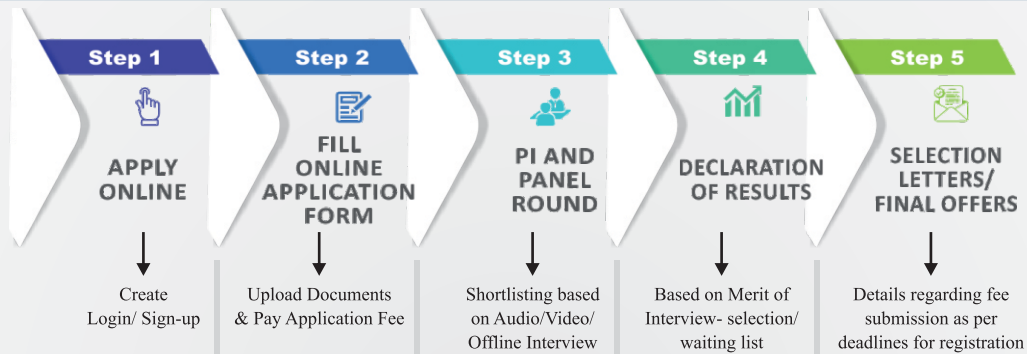 Step 1
APPLY
ONLINE
Create
Login/ Sign-up
Step 2
FILL
ONLINE
APPLICATION
FORM
Upload Documents
& Pay Application Fee
Step 3
PI AND
PANEL
ROUND
Shortlisting based
on Audio/Video/
Offline Interview
Step 4
DECLARATION
OF RESULTS
Based on Merit of
Interview- selection/
waiting list
Step 5
SELECTION
LETTERS/
FINAL OFFERS
Details regarding fee
submission as per
deadlines for registration